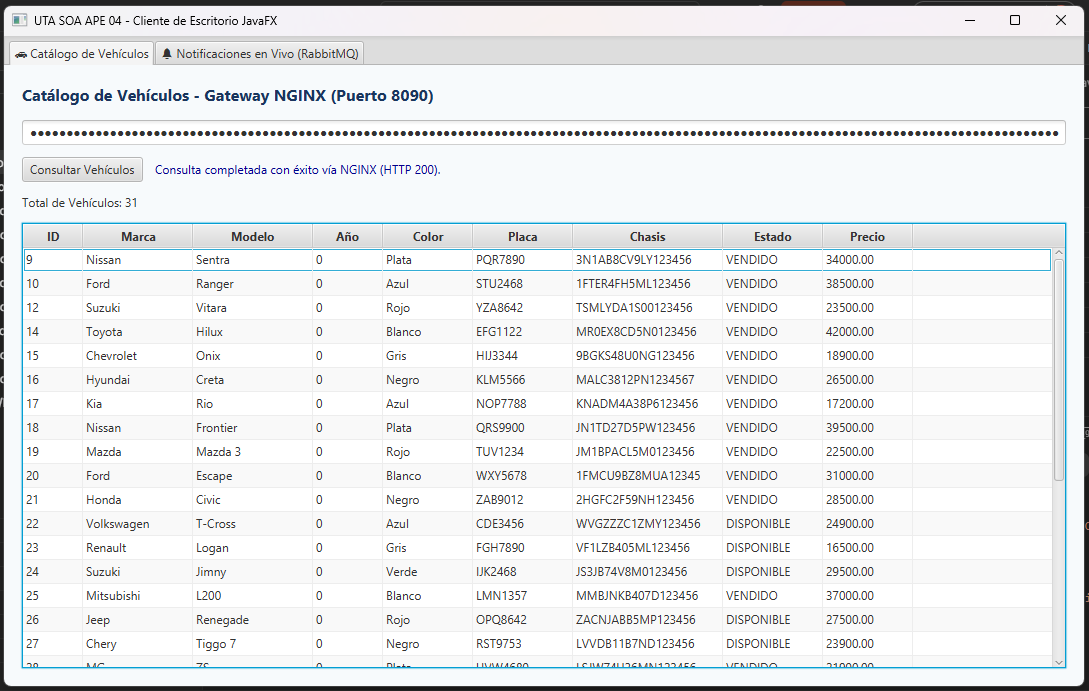 UTA SOA APE 04 - Cliente de Escritorio JavaFX
Catálogo de Vehículos Notificaciones en Vivo (RabbitMQ)
Catálogo de Vehículos - Gateway NGINX (Puerto 8090)
Consultar Vehículos Consulta completada con éxito vía NGINX (HTTP 200).
Total de Vehículos: 31
ID Marca Modelo Año Color Placa Chasis Estado Precio
9 Nissan Sentra 0 Plata PQR7890 3N1AB8CV9LY123456 VENDIDO 34000.00
10 Ford Ranger 0 Azul STU2468 1FTER4FH5ML123456 VENDIDO 38500.00
12 Suzuki Vitara 0 Rojo YZA8642 TSMLYDA1S00123456 VENDIDO 23500.00
14 Toyota Hilux 0 Blanco EFG1122 MR0EX8CD5N0123456 VENDIDO 42000.00
15 Chevrolet Onix 0 Gris HIJ3344 9BGKS48U0NG123456 VENDIDO 18900.00
16 Hyundai Creta 0 Negro KLM5566 MALC3812PN1234567 VENDIDO 26500.00
17 Kia Rio 0 Azul NOP7788 KNADM4A38P6123456 VENDIDO 17200.00
18 Nissan Frontier 0 Plata QRS9900 JN1TD27D5PW123456 VENDIDO 39500.00
19 Mazda Mazda 3 0 Rojo TUV1234 JM1BPACL5M0123456 VENDIDO 22500.00
20 Ford Escape 0 Blanco WXY5678 1FMCU9BZ8MUA12345 VENDIDO 31000.00
21 Honda Civic 0 Negro ZAB9012 2HGFC2F59NH123456 VENDIDO 28500.00
22 Volkswagen T-Cross 0 Azul CDE3456 WVGZZZC1ZMY123456 DISPONIBLE 24900.00
23 Renault Logan 0 Gris FGH7890 VF1LZB405ML123456 DISPONIBLE 16500.00
24 Suzuki Jimny 0 Verde IJK2468 JS3JB74V8M0123456 DISPONIBLE 29500.00
25 Mitsubishi L200 0 Blanco LMN1357 MMBJNKB407D123456 VENDIDO 37000.00
26 Jeep Renegade 0 Rojo OPQ8642 ZACNJABB5MP123456 DISPONIBLE 27500.00
27 Chery Tiggo 7 0 Negro RST9753 LVVDB11B7ND123456 DISPONIBLE 23900.00
28 MG ZS 0 Plata VENDIDO